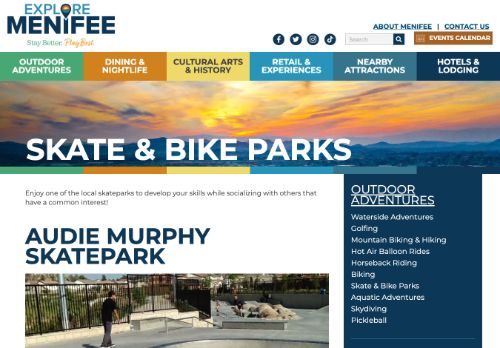 EXPLORE
MENIFEE
Stay Better. Play Best.
ABOUT MENIFEE | CONTACT US
Search
EVENTS CALENDAR
OUTDOOR
ADVENTURES
DINING &
NIGHTLIFE
CULTURAL ARTS
& HISTORY
RETAIL &
EXPERIENCES
NEARBY
ATTRACTIONS
HOTELS &
LODGING
SKATE & BIKE PARKS
Enjoy one of the local skateparks to develop your skills while socializing with others that
have a common interest!
AUDIE MURPHY
SKATEPARK
OUTDOOR
ADVENTURES
Waterside Adventures
Golfing
Mountain Biking & Hiking
Hot Air Balloon Rides
Horseback Riding
Biking
Skate & Bike Parks
Aquatic Adventures
Skydiving
Pickleball